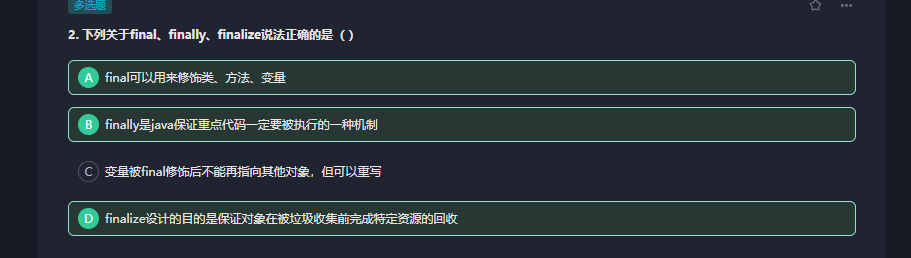 多选题
2. 下列关于final、finally、finalize说法正确的是（ ）
A final可以用来修饰类、方法、变量
B finally是java保证重点代码一定要被执行的一种机制
C 变量被final修饰后不能再指向其他对象，但可以重写
D finalize设计的目的是保证对象在被垃圾收集前完成特定资源的回收